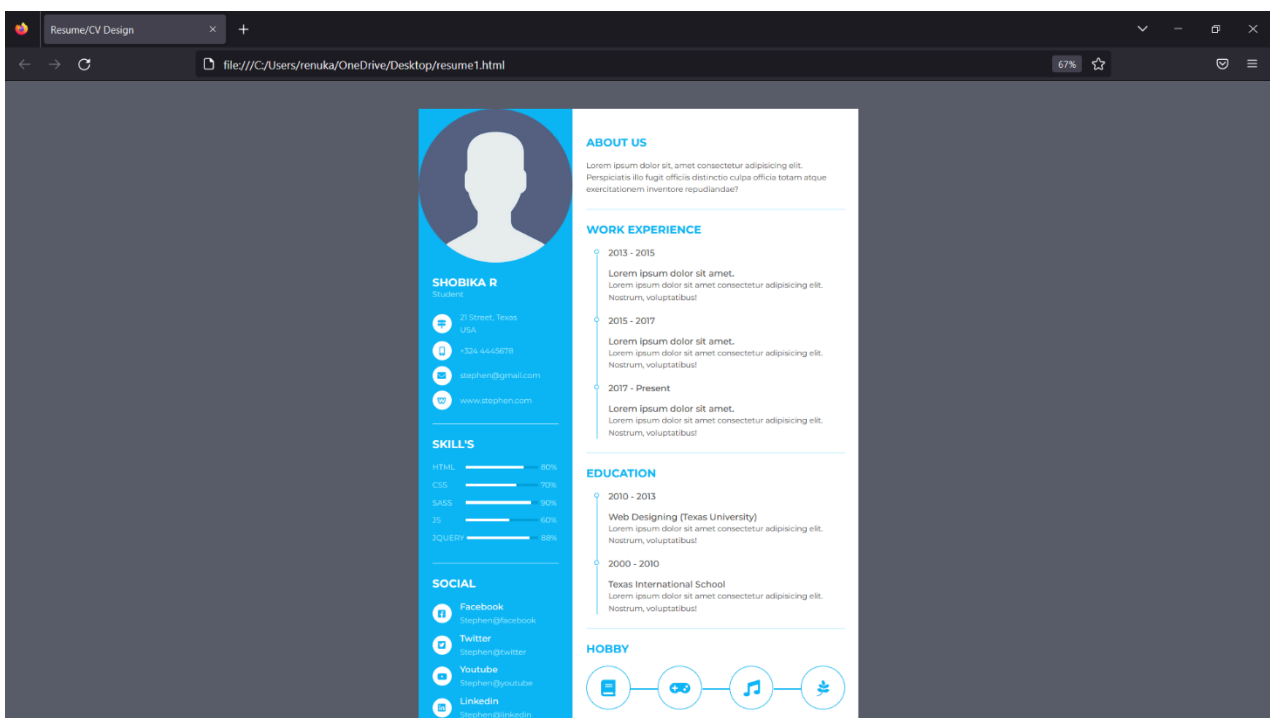 Resume/CV Design
file:///C:/Users/renuka/OneDrive/Desktop/resume1.html
67%
SHOBIKA R
Student
21 Street, Texas
USA
+324 4445678
stephen@gmail.com
www.stephen.com
SKILL'S
HTML 80%
CSS 70%
SASS 90%
JS 60%
JQUERY 88%
SOCIAL
Facebook
Stephen@facebook
Twitter
Stephen@twitter
Youtube
Stephen@youtube
Linkedin
Stephen@linkedin
ABOUT US
Lorem ipsum dolor sit, amet consectetur adipisicing elit.
Perspiciatis illo fugit officiis distinctio culpa officia totam atque
exercitationem inventore repudiandae?
WORK EXPERIENCE
2013 - 2015
Lorem ipsum dolor sit amet.
Lorem ipsum dolor sit amet consectetur adipisicing elit.
Nostrum, voluptatibus!
2015 - 2017
Lorem ipsum dolor sit amet.
Lorem ipsum dolor sit amet consectetur adipisicing elit.
Nostrum, voluptatibus!
2017 - Present
Lorem ipsum dolor sit amet.
Lorem ipsum dolor sit amet consectetur adipisicing elit.
Nostrum, voluptatibus!
EDUCATION
2010 - 2013
Web Designing (Texas University)
Lorem ipsum dolor sit amet consectetur adipisicing elit.
Nostrum, voluptatibus!
2000 - 2010
Texas International School
Lorem ipsum dolor sit amet consectetur adipisicing elit.
Nostrum, voluptatibus!
HOBBY